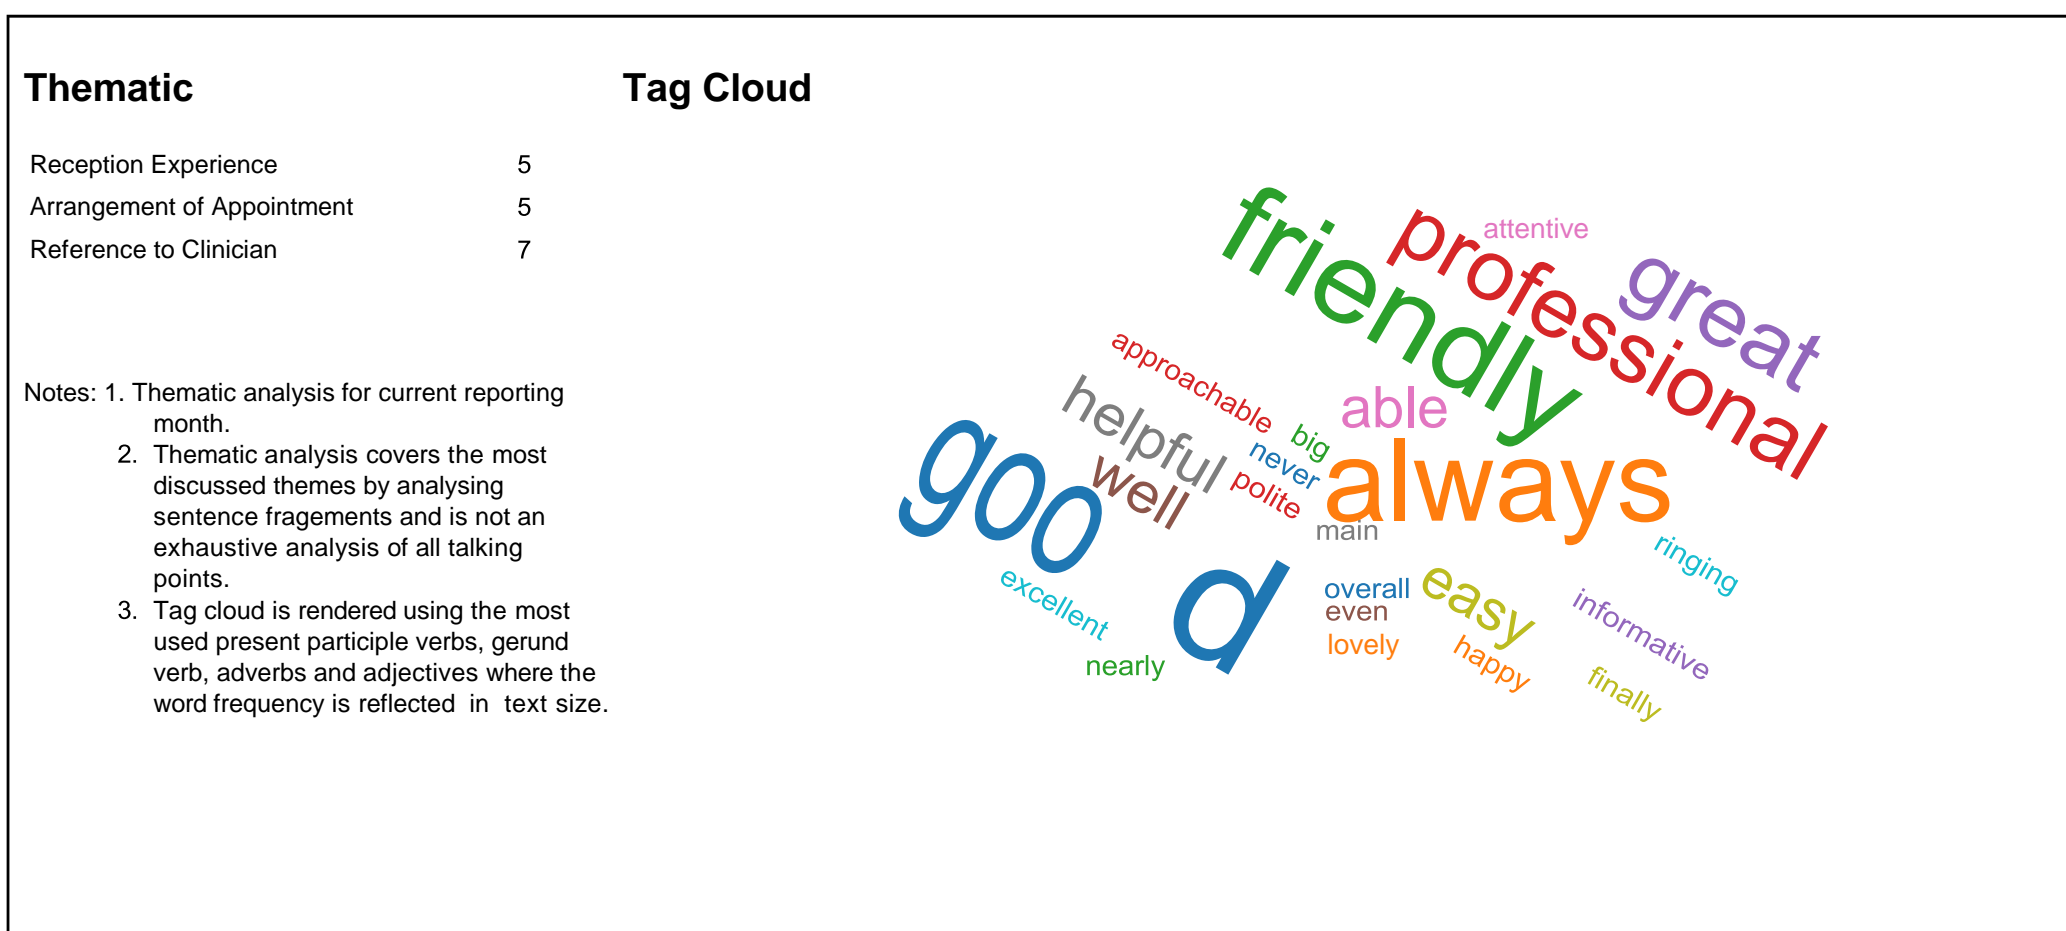 Thematic
Reception Experience 5
Arrangement of Appointment 5
Reference to Clinician 7
Notes: 1. Thematic analysis for current reporting
month.
2. Thematic analysis covers the most
discussed themes by analysing
sentence fragements and is not an
exhaustive analysis of all talking
points.
3. Tag cloud is rendered using the most
used present participle verbs, gerund
verb, adverbs and adjectives where the
word frequency is reflected in text size.
Tag Cloud
friendly
professional
attentive
great
approachable
helpful
able
big
never
always
good
well
polite
main
ringing
excellent
overall
easy
even
informative
lovely
happy
nearly
finally